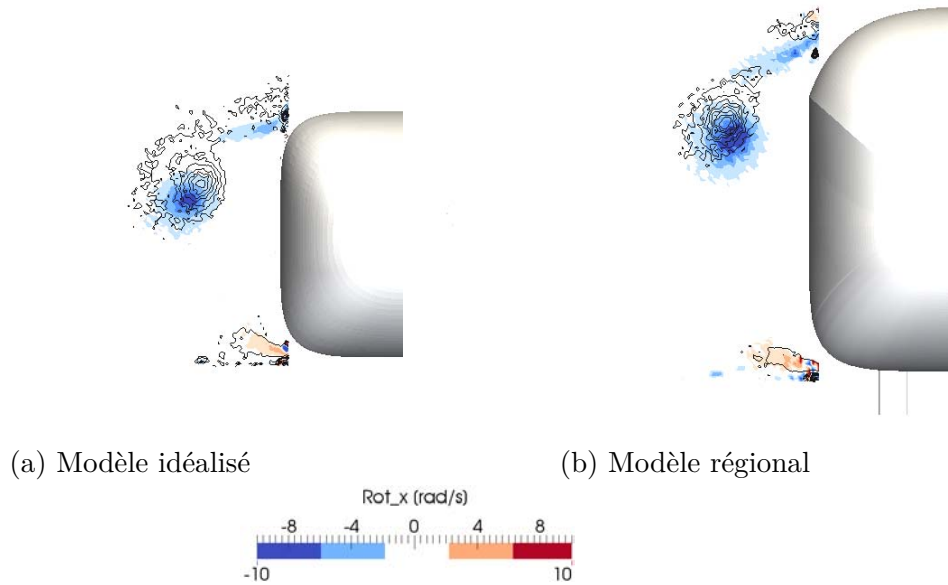 (a) Modèle idéalisé
(b) Modèle régional
Rot_x (rad/s)
-8 -4 0 4 8
-10 10